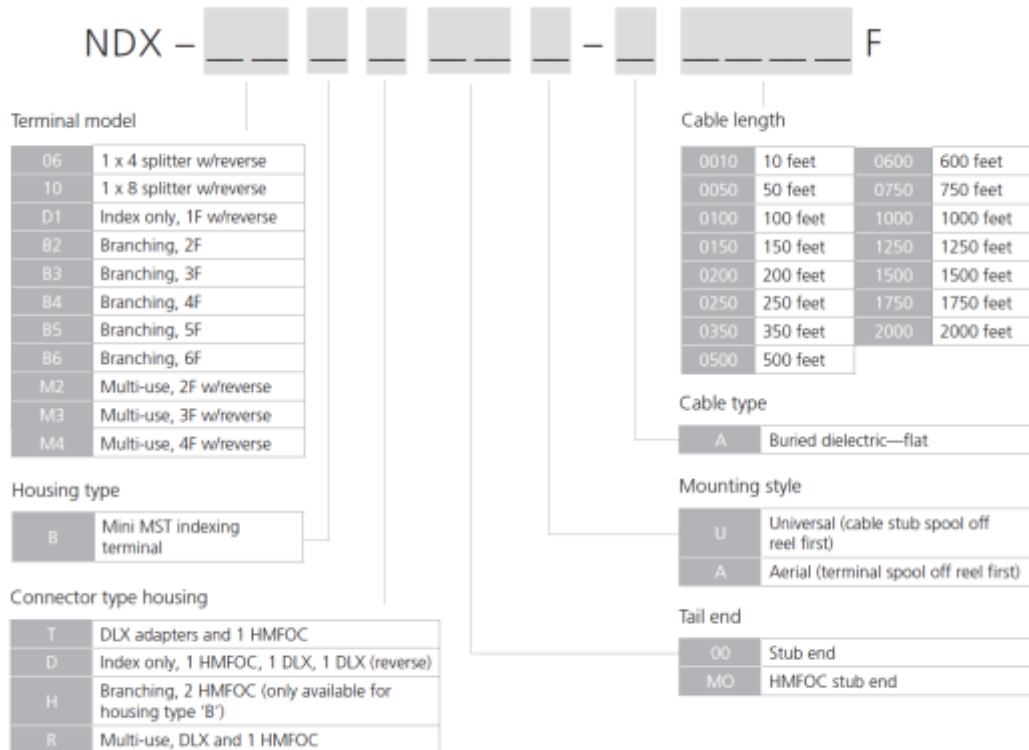 NDX – __ __ __ __ __ __ __ – __ __ __ __ __ F
Terminal model
06 1 x 4 splitter w/reverse
10 1 x 8 splitter w/reverse
D1 Index only, 1F w/reverse
B2 Branching, 2F
B3 Branching, 3F
B4 Branching, 4F
B5 Branching, 5F
B6 Branching, 6F
M2 Multi-use, 2F w/reverse
M3 Multi-use, 3F w/reverse
M4 Multi-use, 4F w/reverse
Housing type
B Mini MST indexing
terminal
Connector type housing
T DLX adapters and 1 HMFOC
D Index only, 1 HMFOC, 1 DLX, 1 DLX (reverse)
H Branching, 2 HMFOC (only available for
housing type 'B')
R Multi-use, DLX and 1 HMFOC
Cable length
0010 10 feet 0600 600 feet
0050 50 feet 0750 750 feet
0100 100 feet 1000 1000 feet
0150 150 feet 1250 1250 feet
0200 200 feet 1500 1500 feet
0250 250 feet 1750 1750 feet
0350 350 feet 2000 2000 feet
0500 500 feet
Cable type
A Buried dielectric—flat
Mounting style
U Universal (cable stub spool off
reel first)
A Aerial (terminal spool off reel first)
Tail end
00 Stub end
MO HMFOC stub end